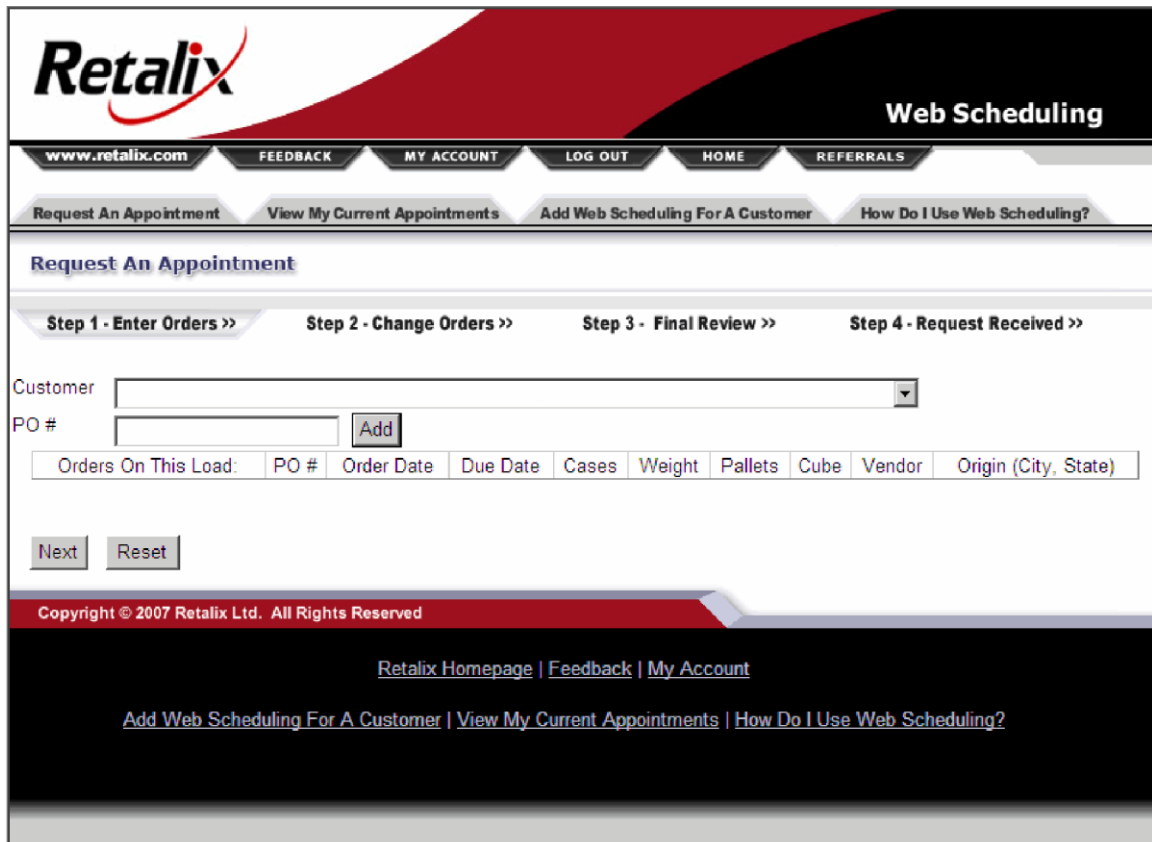 Retalix
Web Scheduling
www.retalix.com FEEDBACK MY ACCOUNT LOG OUT HOME REFERRALS
Request An Appointment View My Current Appointments Add Web Scheduling For A Customer How Do I Use Web Scheduling?
Request An Appointment
Step 1 - Enter Orders >> Step 2 - Change Orders >> Step 3 - Final Review >> Step 4 - Request Received >>
Customer
PO # Add
Orders On This Load: PO # Order Date Due Date Cases Weight Pallets Cube Vendor Origin (City, State)
Next Reset
Copyright © 2007 Retalix Ltd. All Rights Reserved
Retalix Homepage | Feedback | My Account
Add Web Scheduling For A Customer | View My Current Appointments | How Do I Use Web Scheduling?